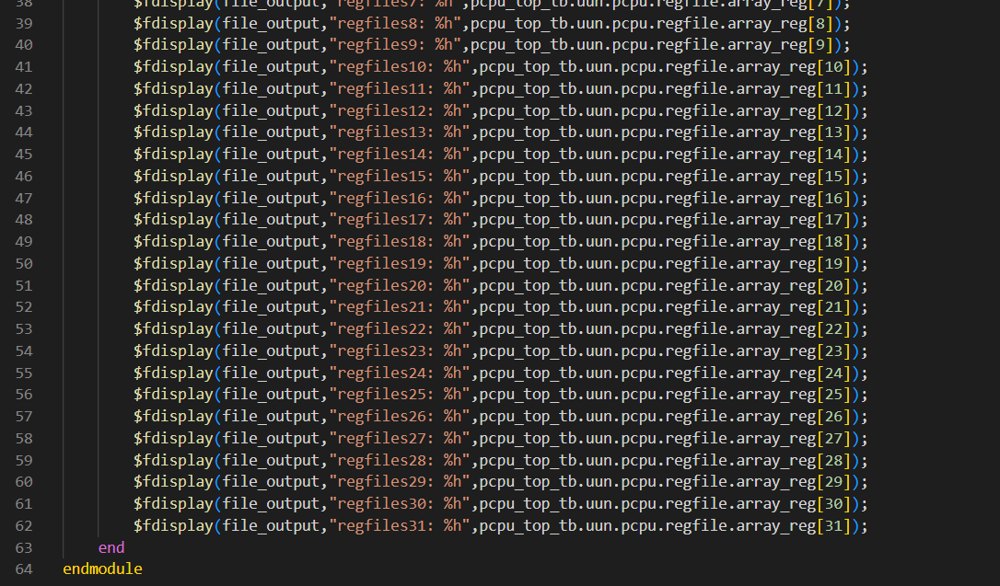 38 $fdisplay(file_output,"regfiles7: %h",pcpu_top_tb.uun.pcpu.regfile.array_reg[7]);
39 $fdisplay(file_output,"regfiles8: %h",pcpu_top_tb.uun.pcpu.regfile.array_reg[8]);
40 $fdisplay(file_output,"regfiles9: %h",pcpu_top_tb.uun.pcpu.regfile.array_reg[9]);
41 $fdisplay(file_output,"regfiles10: %h",pcpu_top_tb.uun.pcpu.regfile.array_reg[10]);
42 $fdisplay(file_output,"regfiles11: %h",pcpu_top_tb.uun.pcpu.regfile.array_reg[11]);
43 $fdisplay(file_output,"regfiles12: %h",pcpu_top_tb.uun.pcpu.regfile.array_reg[12]);
44 $fdisplay(file_output,"regfiles13: %h",pcpu_top_tb.uun.pcpu.regfile.array_reg[13]);
45 $fdisplay(file_output,"regfiles14: %h",pcpu_top_tb.uun.pcpu.regfile.array_reg[14]);
46 $fdisplay(file_output,"regfiles15: %h",pcpu_top_tb.uun.pcpu.regfile.array_reg[15]);
47 $fdisplay(file_output,"regfiles16: %h",pcpu_top_tb.uun.pcpu.regfile.array_reg[16]);
48 $fdisplay(file_output,"regfiles17: %h",pcpu_top_tb.uun.pcpu.regfile.array_reg[17]);
49 $fdisplay(file_output,"regfiles18: %h",pcpu_top_tb.uun.pcpu.regfile.array_reg[18]);
50 $fdisplay(file_output,"regfiles19: %h",pcpu_top_tb.uun.pcpu.regfile.array_reg[19]);
51 $fdisplay(file_output,"regfiles20: %h",pcpu_top_tb.uun.pcpu.regfile.array_reg[20]);
52 $fdisplay(file_output,"regfiles21: %h",pcpu_top_tb.uun.pcpu.regfile.array_reg[21]);
53 $fdisplay(file_output,"regfiles22: %h",pcpu_top_tb.uun.pcpu.regfile.array_reg[22]);
54 $fdisplay(file_output,"regfiles23: %h",pcpu_top_tb.uun.pcpu.regfile.array_reg[23]);
55 $fdisplay(file_output,"regfiles24: %h",pcpu_top_tb.uun.pcpu.regfile.array_reg[24]);
56 $fdisplay(file_output,"regfiles25: %h",pcpu_top_tb.uun.pcpu.regfile.array_reg[25]);
57 $fdisplay(file_output,"regfiles26: %h",pcpu_top_tb.uun.pcpu.regfile.array_reg[26]);
58 $fdisplay(file_output,"regfiles27: %h",pcpu_top_tb.uun.pcpu.regfile.array_reg[27]);
59 $fdisplay(file_output,"regfiles28: %h",pcpu_top_tb.uun.pcpu.regfile.array_reg[28]);
60 $fdisplay(file_output,"regfiles29: %h",pcpu_top_tb.uun.pcpu.regfile.array_reg[29]);
61 $fdisplay(file_output,"regfiles30: %h",pcpu_top_tb.uun.pcpu.regfile.array_reg[30]);
62 $fdisplay(file_output,"regfiles31: %h",pcpu_top_tb.uun.pcpu.regfile.array_reg[31]);
63 end
64 endmodule